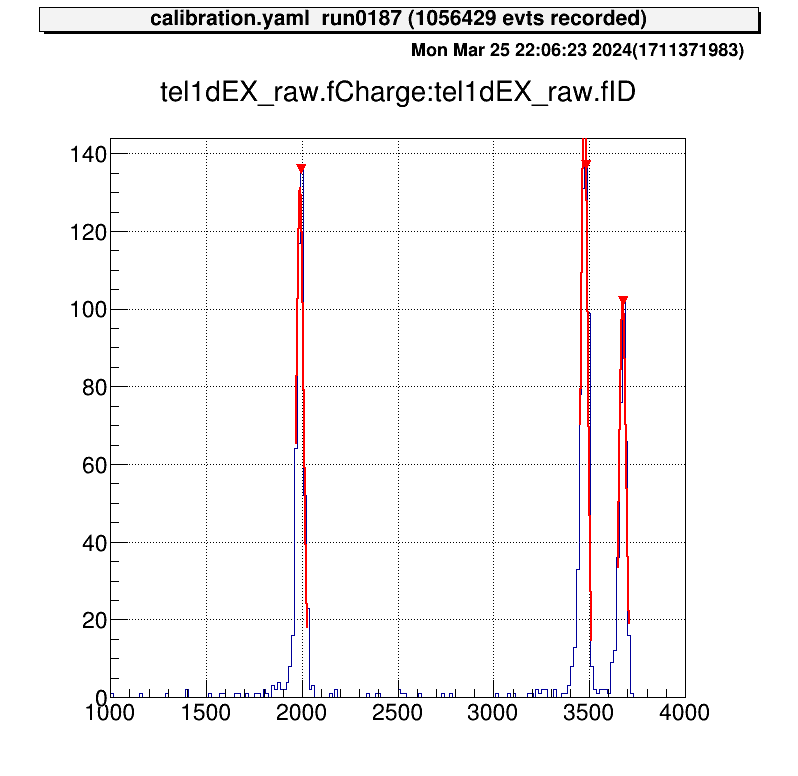 calibration.yaml  run0187 (1056429 evts recorded)
Mon Mar 25 22:06:23 2024(1711371983)
tel1dEX_raw.fCharge:tel1dEX_raw.fID
140
120
100
80
60
40
20
0
1000 1500 2000 2500 3000 3500 4000